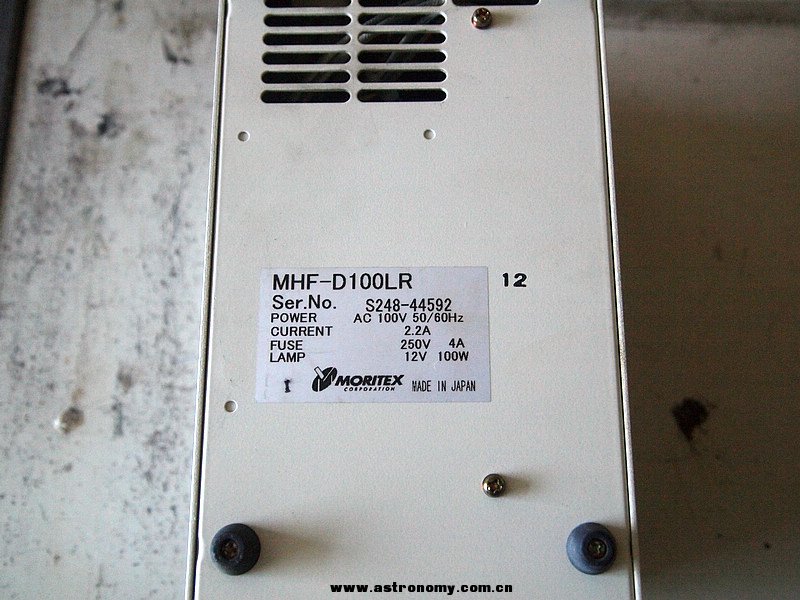 MHF-D100LR
12
Ser.No. S248-44592
POWER AC 100V 50/60Hz
CURRENT 2.2A
FUSE 250V 4A
LAMP 12V 100W
I MORITEX CORPORATION MADE IN JAPAN
www.astronomy.com.cn